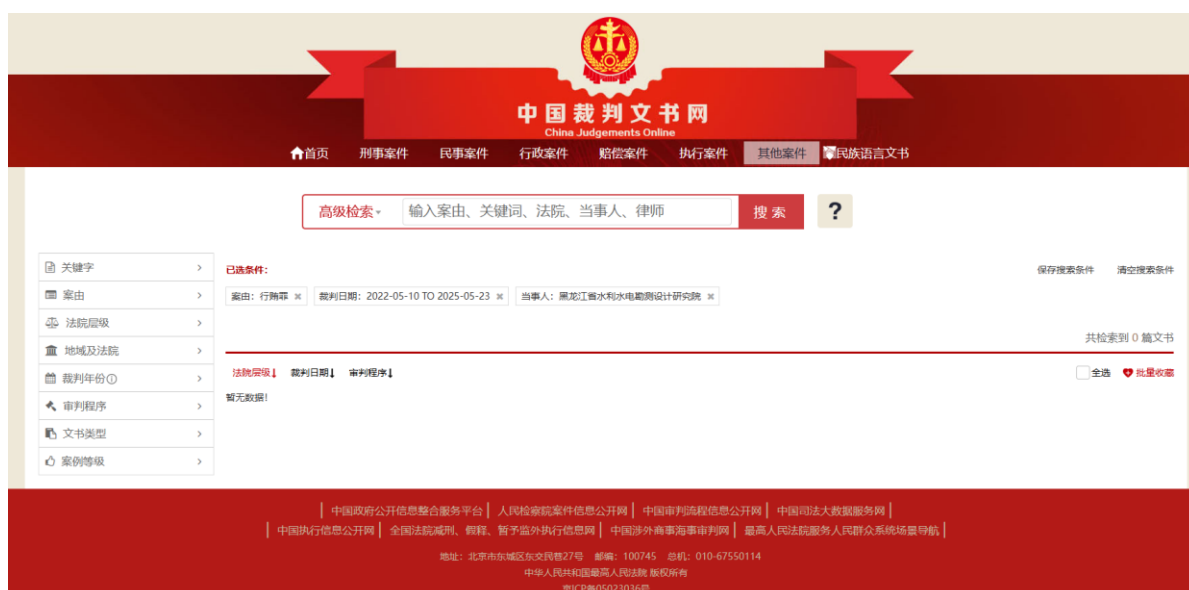 中国裁判文书网
China Judgements Online
首页 刑事案件 民事案件 行政案件 赔偿案件 执行案件 其他案件 民族语言文书
高级检索 输入案由、关键词、法院、当事人、律师 搜索 ?
关键字
案由
法院层级
地域及法院
裁判年份
审判程序
文书类型
案例等级
已选条件: 保存搜索条件 清空搜索条件
案由: 行贿罪 × 裁判日期: 2022-05-10 TO 2025-05-23 × 当事人: 黑龙江省水利水电勘测设计研究院 ×
共检索到 0 篇文书
法院层级↓ 裁判日期↓ 审判程序↓ 全选 批量收藏
暂无数据!
| 中国政府公开信息整合服务平台 | 人民检察院案件信息公开网 | 中国审判流程信息公开网 | 中国司法大数据服务网 |
| 中国执行信息公开网 | 全国法院减刑、假释、暂予监外执行信息网 | 中国涉外商事海事审判网 | 最高人民法院服务人民群众系统场景导航 |
地址: 北京市东城区东交民巷27号 邮编: 100745 总机: 010-67550114
中华人民共和国最高人民法院 版权所有
京ICP备05023036号